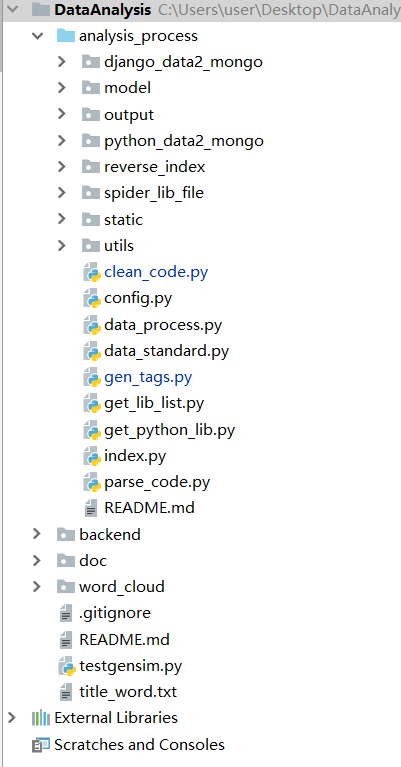 DataAnalysis C:\Users\user\Desktop\DataAnaly
analysis_process
django_data2_mongo
model
output
python_data2_mongo
reverse_index
spider_lib_file
static
utils
clean_code.py
config.py
data_process.py
data_standard.py
gen_tags.py
get_lib_list.py
get_python_lib.py
index.py
parse_code.py
README.md
backend
doc
word_cloud
.gitignore
README.md
testgensim.py
title_word.txt
External Libraries
Scratches and Consoles